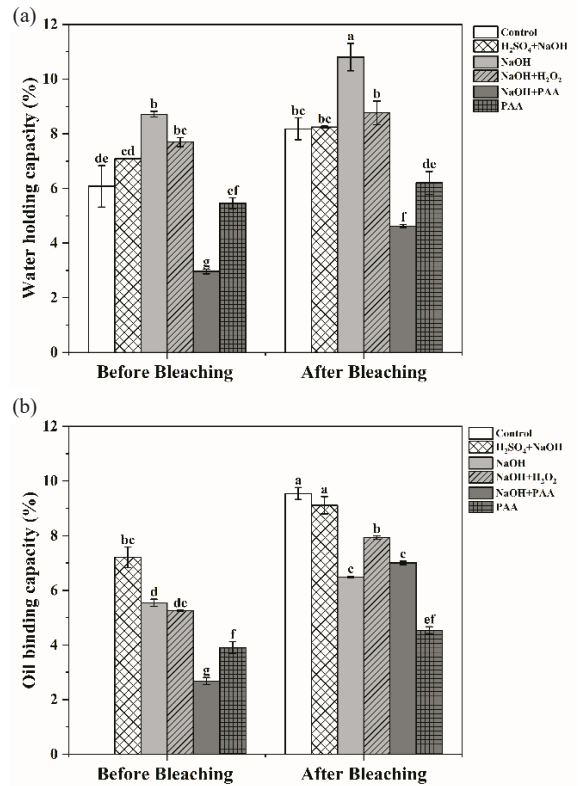 (a)
12
10
8
6
4
2
0
Water holding capacity (%)
Control
H₂SO₄+NaOH
NaOH
NaOH+H₂O₂
NaOH+PAA
PAA
de
cd
b
bc
g
ef
bc
bc
a
b
f
de
Before Bleaching
After Bleaching
(b)
12
10
8
6
4
2
0
Oil binding capacity (%)
Control
H₂SO₄+NaOH
NaOH
NaOH+H₂O₂
NaOH+PAA
PAA
bc
d
de
g
f
a
a
c
b
c
ef
Before Bleaching
After Bleaching